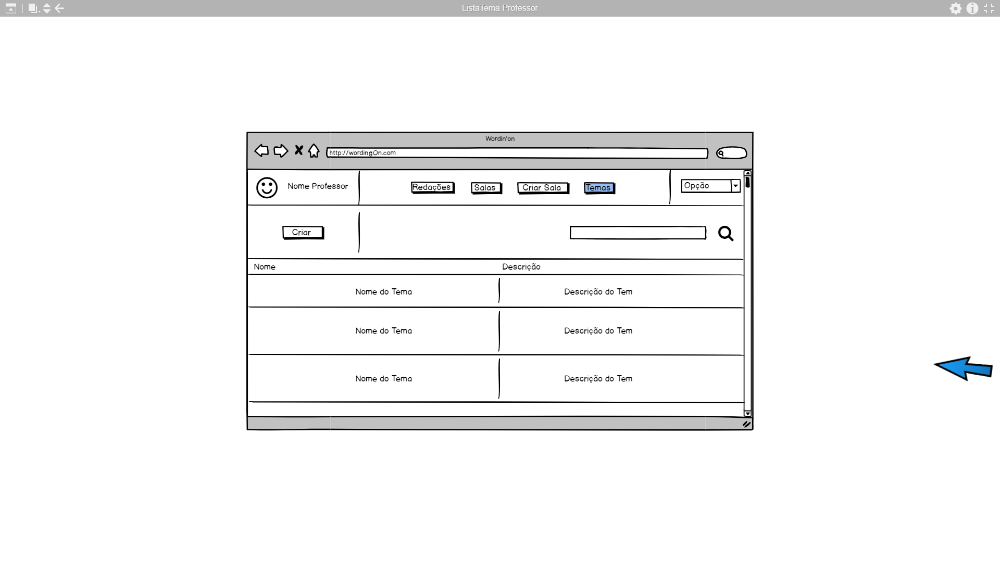 ListaTema Professor
Wordin'on
http://wordingOn.com
Nome Professor
Redações
Salas
Criar Sala
Temas
Opção
Criar
Nome
Descrição
Nome do Tema
Descrição do Tem
Nome do Tema
Descrição do Tem
Nome do Tema
Descrição do Tem